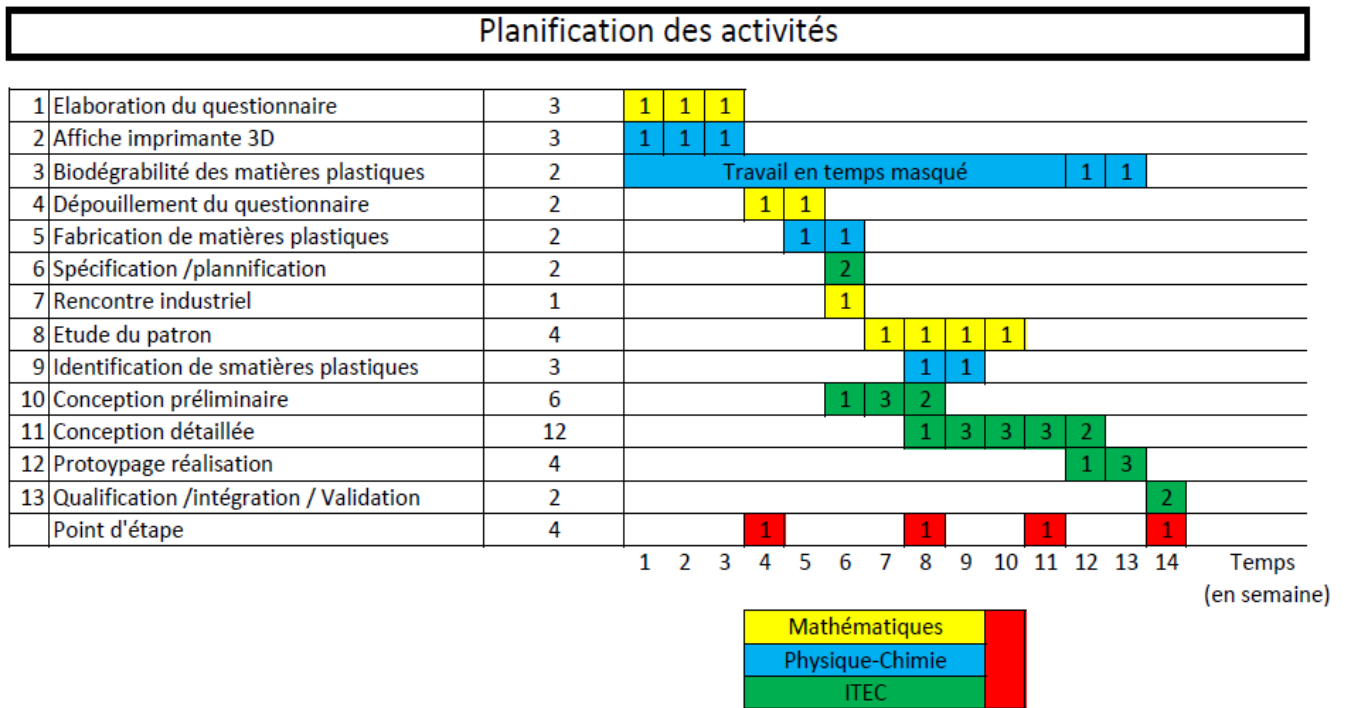 Planification des activités
1 Elaboration du questionnaire 3 1 1 1
2 Affiche imprimante 3D 3 1 1 1
3 Biodégrabilité des matières plastiques 2 Travail en temps masqué 1 1
4 Dépouillement du questionnaire 2 1 1
5 Fabrication de matières plastiques 2 1 1
6 Spécification /plannification 2 2
7 Rencontre industriel 1 1
8 Etude du patron 4 1 1 1 1
9 Identification de smatières plastiques 3 1 1
10 Conception préliminaire 6 1 3 2
11 Conception détaillée 12 1 3 3 3 2
12 Protoypage réalisation 4 1 3
13 Qualification /intégration / Validation 2 2
Point d'étape 4 1 1 1 1
1 2 3 4 5 6 7 8 9 10 11 12 13 14 Temps
(en semaine)
Mathématiques
Physique-Chimie
ITEC